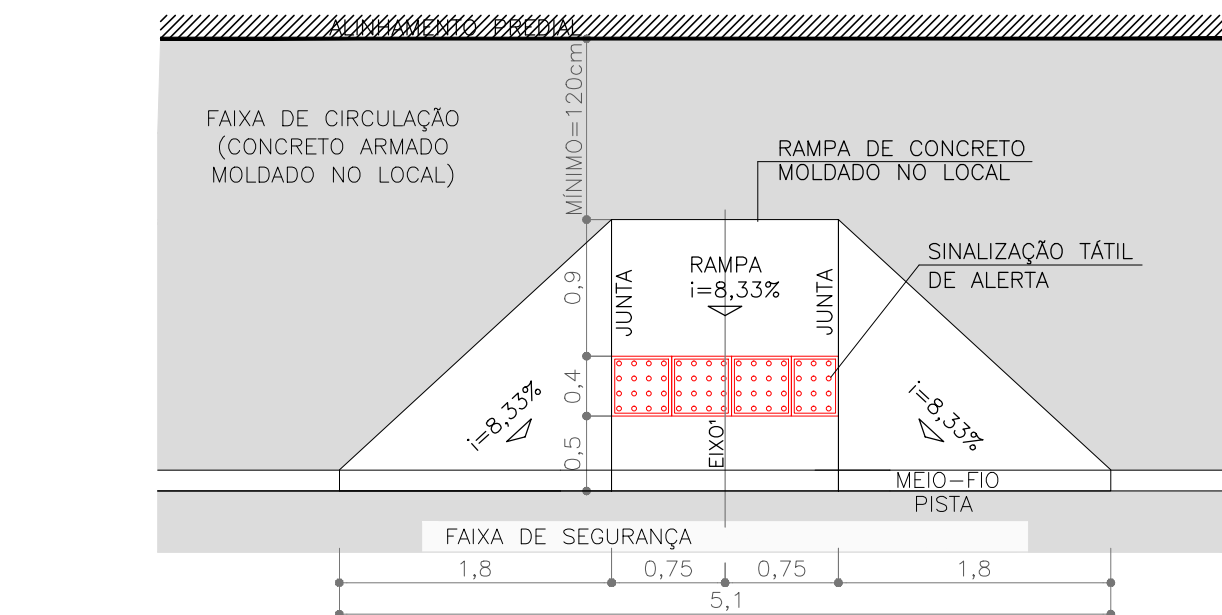 ALINHAMENTO PREDIAL
MÍNIMO=120cm
FAIXA DE CIRCULAÇÃO
(CONCRETO ARMADO
MOLDADO NO LOCAL)
RAMPA DE CONCRETO
MOLDADO NO LOCAL
SINALIZAÇÃO TÁTIL
DE ALERTA
RAMPA
i=8,33%
JUNTA
JUNTA
0,9
0,4
0,5
i=8,33%
i=8,33%
EIXO¹
MEIO-FIO
PISTA
FAIXA DE SEGURANÇA
1,8
0,75
0,75
1,8
5,1